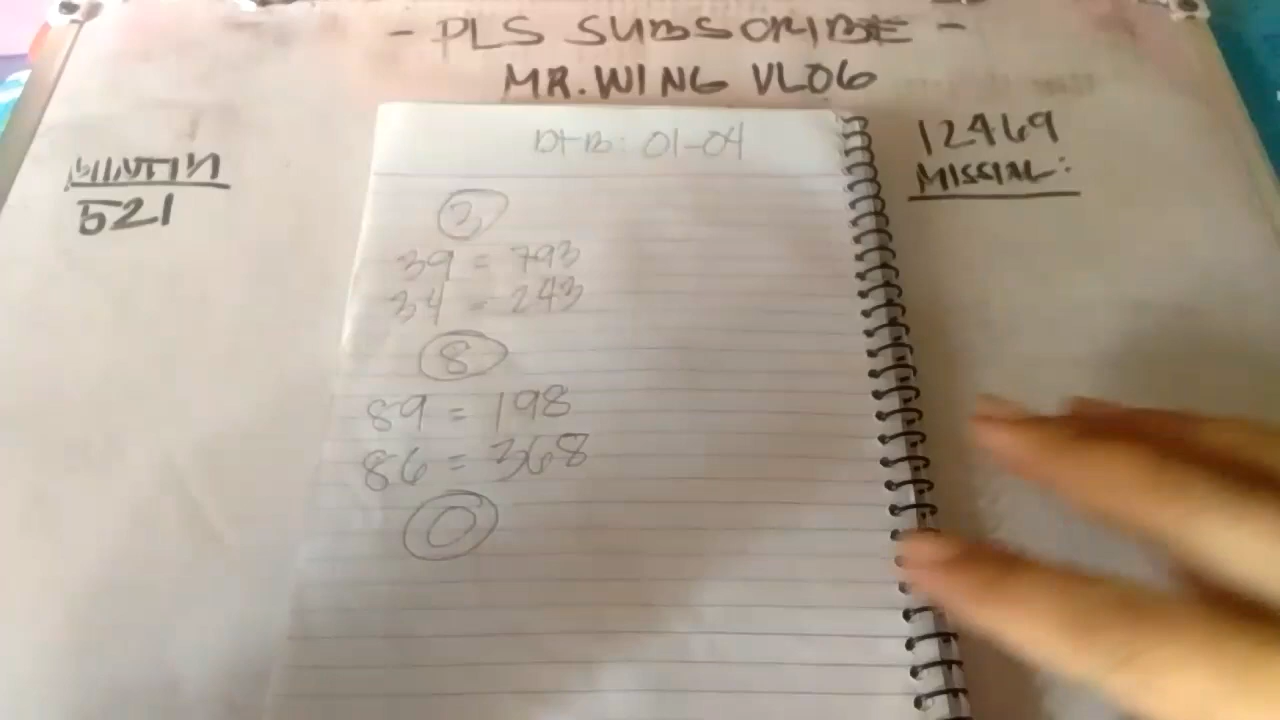 - PLS SUBSCRIBE -
MR. WING VLOG
521
12469
MISSING:
01-04
3
39 = 793
34 = 243
8
89 = 198
86 = 368
0